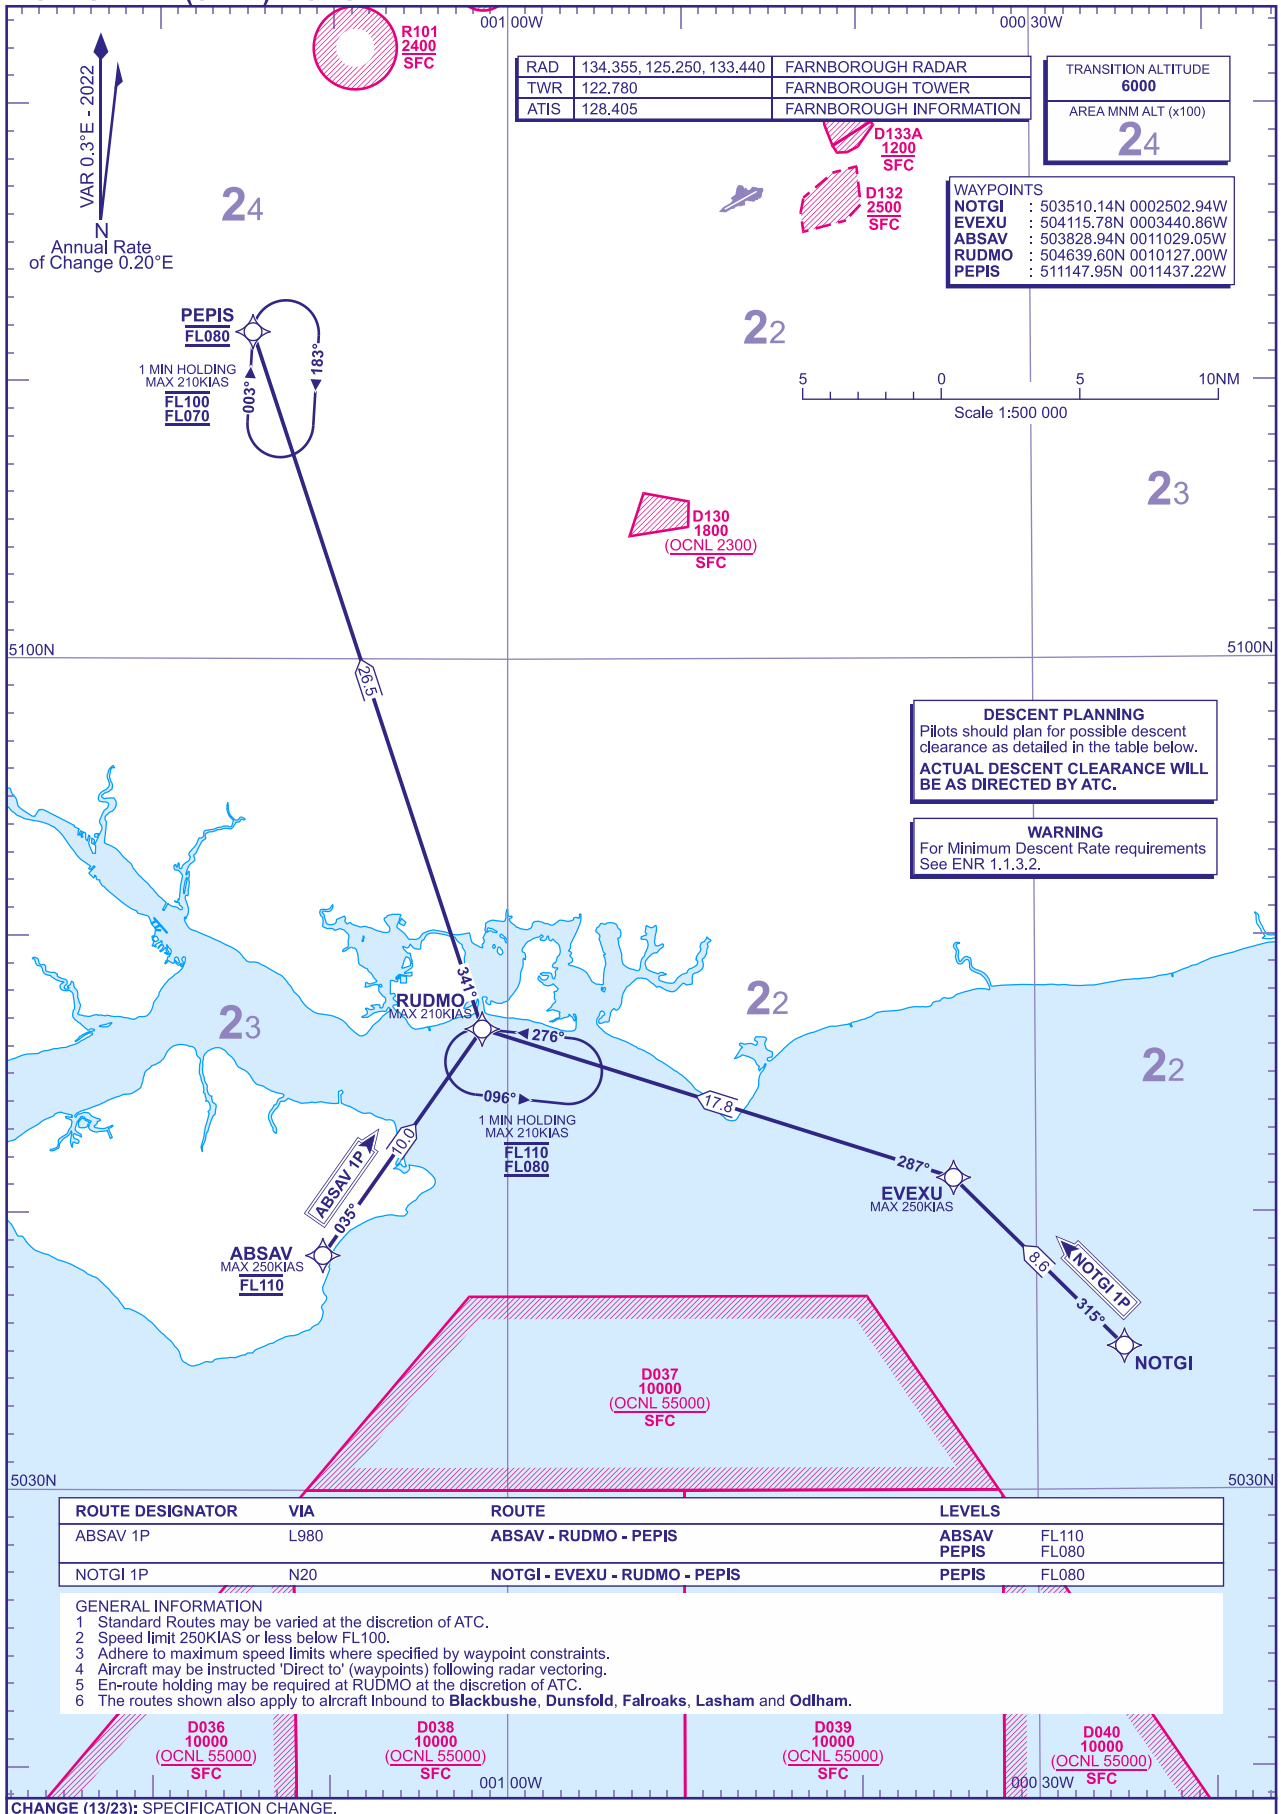 001 00W
000 30W
R101
2400
SFC
VAR 0.3°E - 2022
N
Annual Rate
of Change 0.20°E
RAD 134.355, 125.250, 133.440 FARNBOROUGH RADAR
TWR 122.780 FARNBOROUGH TOWER
ATIS 128.405 FARNBOROUGH INFORMATION
TRANSITION ALTITUDE
6000
AREA MNM ALT (x100)
24
D133A
1200
SFC
D132
2500
SFC
24
WAYPOINTS
NOTGI : 503510.14N 0002502.94W
EVEXU : 504115.78N 0003440.86W
ABSAV : 503828.94N 0011029.05W
RUDMO : 504639.60N 0010127.00W
PEPIS : 511147.95N 0011437.22W
PEPIS
FL080
22
1 MIN HOLDING
MAX 210KIAS
FL100
FL070
003°
183°
5 0 5 10NM
Scale 1:500 000
23
D130
1800
(OCNL 2300)
SFC
5100N
5100N
26.5
DESCENT PLANNING
Pilots should plan for possible descent
clearance as detailed in the table below.
ACTUAL DESCENT CLEARANCE WILL
BE AS DIRECTED BY ATC.
WARNING
For Minimum Descent Rate requirements
See ENR 1.1.3.2.
341°
RUDMO
MAX 210KIAS
22
23
276°
22
096°
17.8
1 MIN HOLDING
MAX 210KIAS
FL110
FL080
10.0
ABSAV 1P
035°
287°
EVEXU
MAX 250KIAS
ABSAV
MAX 250KIAS
FL110
8.6
NOTGI 1P
315°
NOTGI
D037
10000
(OCNL 55000)
SFC
5030N
5030N
ROUTE DESIGNATOR VIA ROUTE LEVELS
ABSAV 1P L980 ABSAV - RUDMO - PEPIS ABSAV FL110
PEPIS FL080
NOTGI 1P N20 NOTGI - EVEXU - RUDMO - PEPIS PEPIS FL080
GENERAL INFORMATION
1 Standard Routes may be varied at the discretion of ATC.
2 Speed limit 250KIAS or less below FL100.
3 Adhere to maximum speed limits where specified by waypoint constraints.
4 Aircraft may be instructed 'Direct to' (waypoints) following radar vectoring.
5 En-route holding may be required at RUDMO at the discretion of ATC.
6 The routes shown also apply to aircraft Inbound to Blackbushe, Dunsfold, Fairoaks, Lasham and Odiham.
D036
10000
(OCNL 55000)
SFC
D038
10000
(OCNL 55000)
SFC
D039
10000
(OCNL 55000)
SFC
D040
10000
(OCNL 55000)
SFC
001 00W
000 30W
CHANGE (13/23): SPECIFICATION CHANGE.